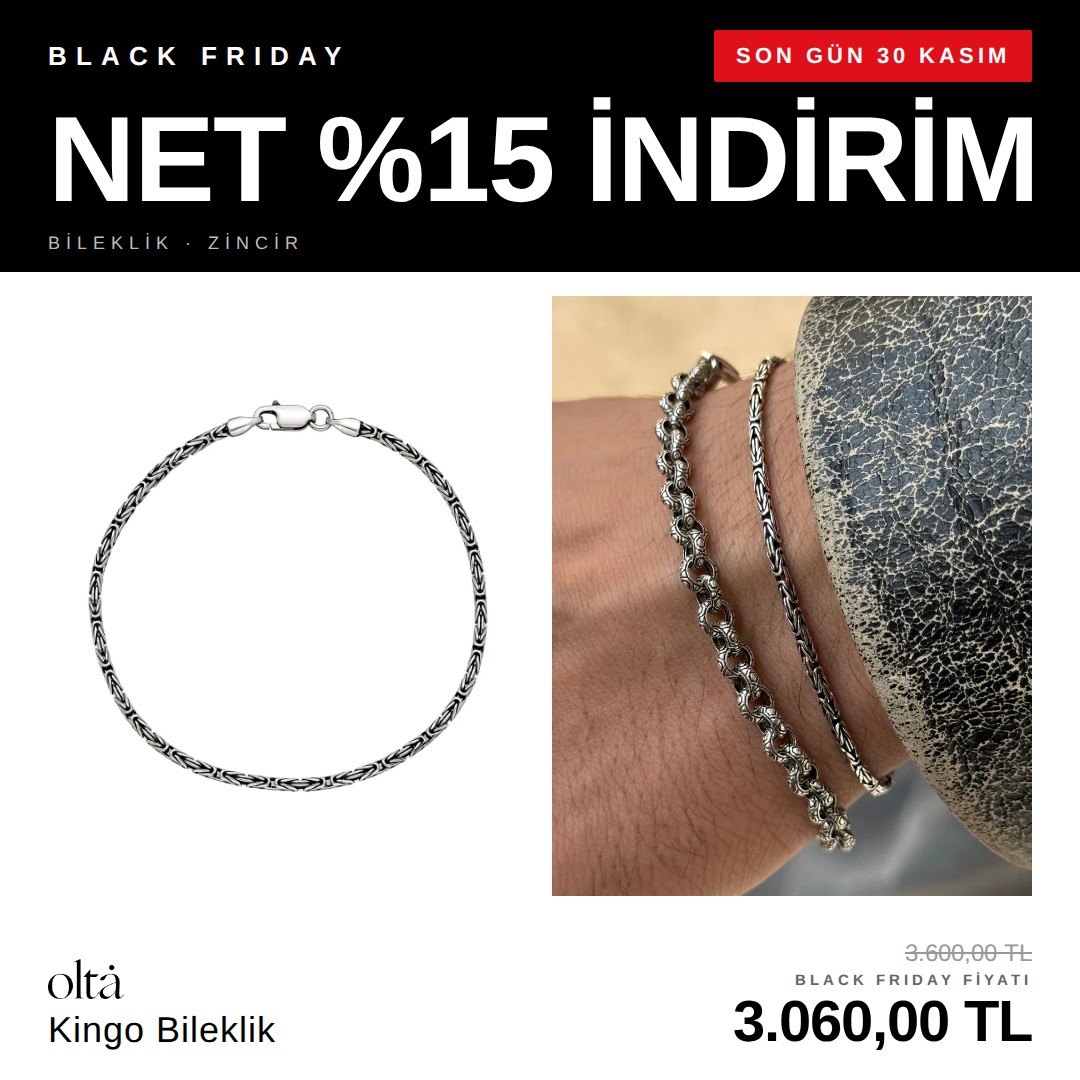 BLACK FRIDAY
SON GÜN 30 KASIM
NET %15 İNDİRİM
BİLEKLİK · ZİNCİR
olta
Kingo Bileklik
3.600,00 TL
BLACK FRIDAY FİYATI
3.060,00 TL